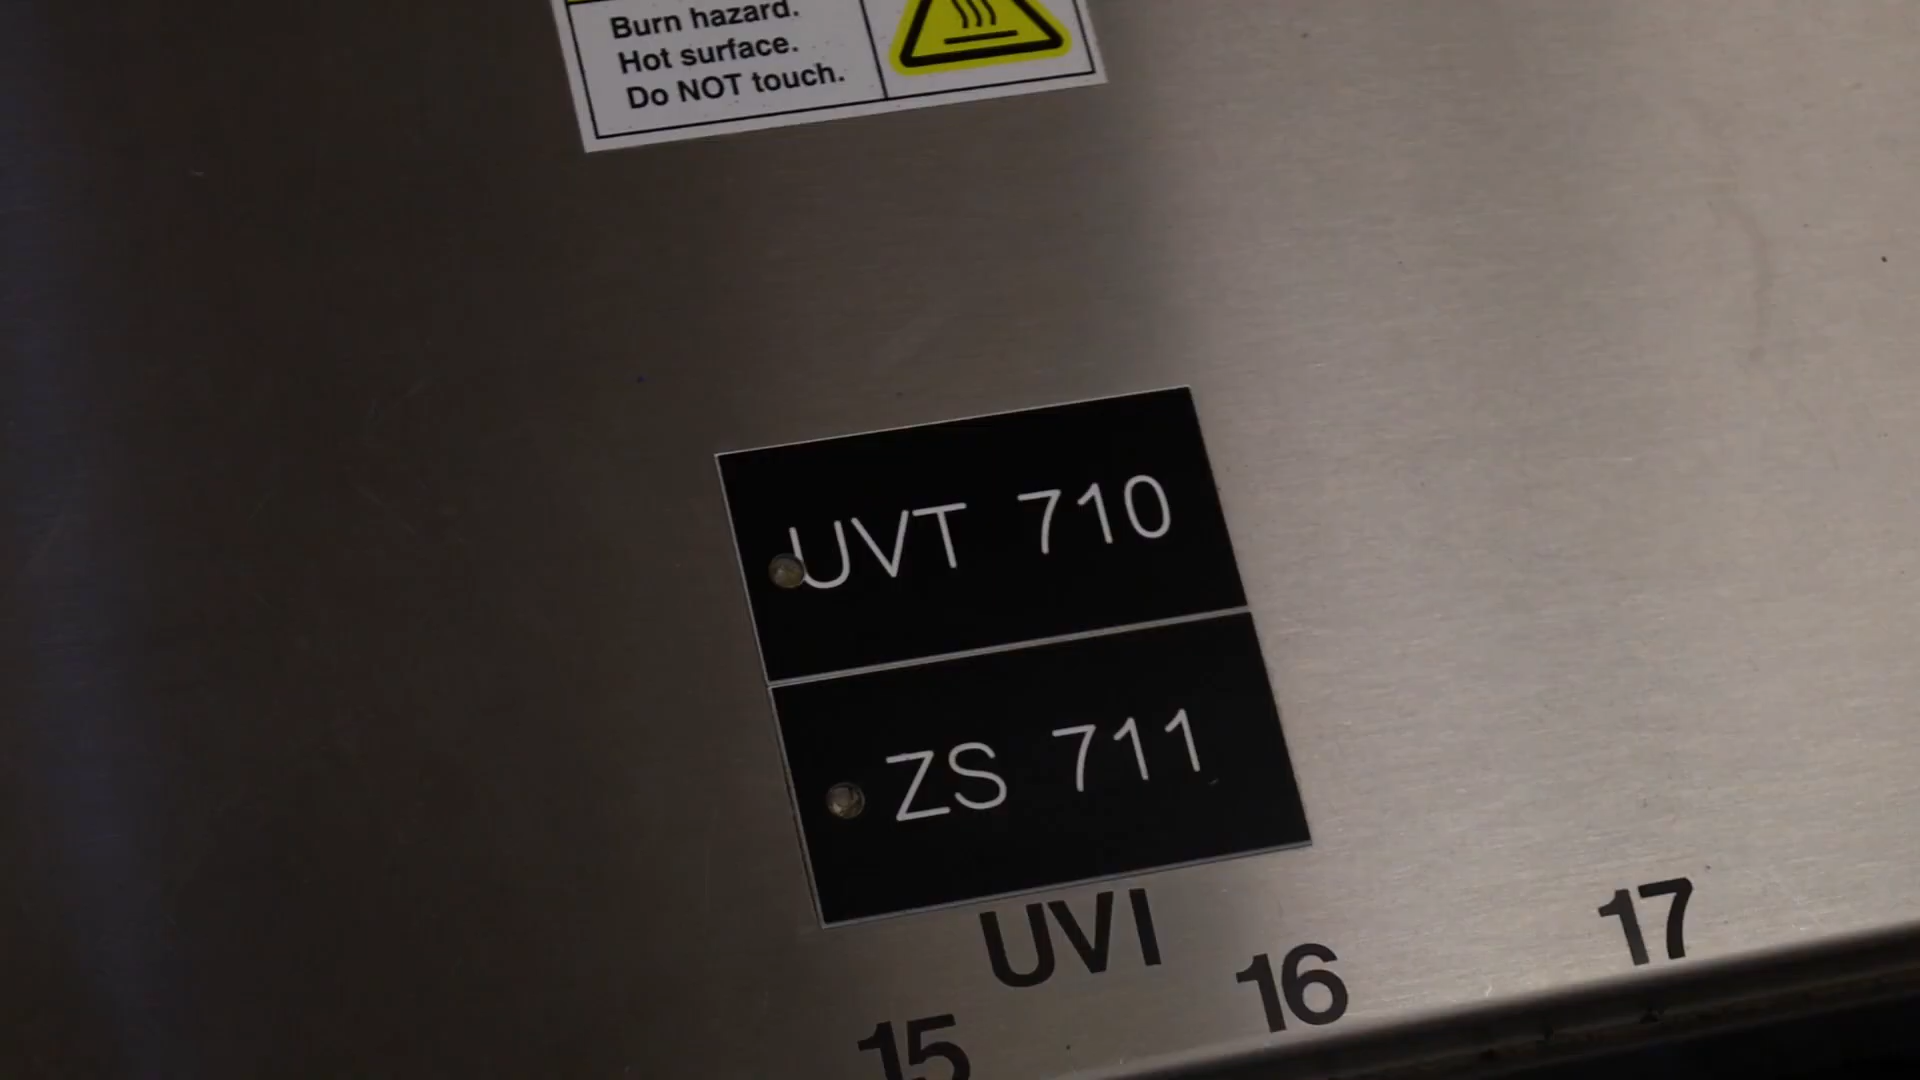 Burn hazard.
Hot surface.
Do NOT touch.
UVT 710
ZS 711
UVI
15
16
17